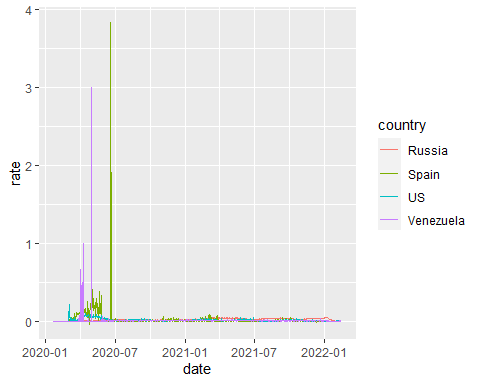 4
3
2
1
0
rate
2020-01
2020-07
2021-01
2021-07
2022-01
date
country
Russia
Spain
US
Venezuela